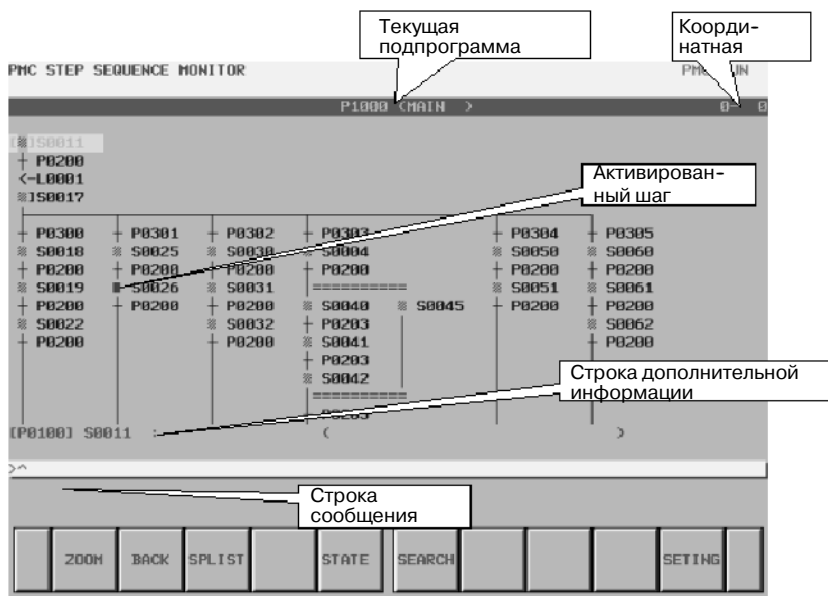 Текущая
подпрограмма
Коорди-
натная
PMC STEP SEQUENCE MONITOR
P1000 (MAIN >
0- 0
[ ]S0011
P0200
<-L0001
]S0017
Активирован-
ный шаг
P0300 P0301 P0302 P0303 P0304 P0305
S0018 S0025 S0030 S0004 S0050 S0060
P0200 P0200 P0200 P0200 P0200 P0200
S0019 S0026 S0031 ========== S0051 S0061
P0200 P0200 P0200 S0040 S0045 P0200 P0200
S0022 S0032 P0203 S0062
P0200 P0200 S0041 P0200
P0203
S0042
==========
Строка дополнительной
информации
[P0100] S0011 : ( )
>^
Строка
сообщения
ZOOM BACK SPLIST STATE SEARCH SETING